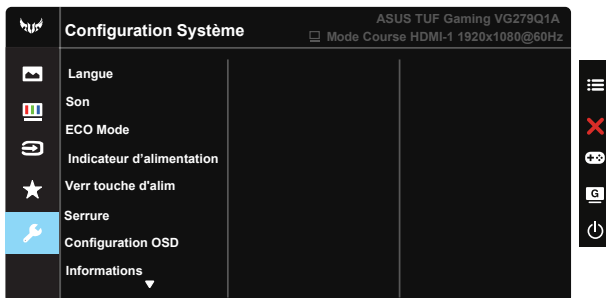 Configuration Système
ASUS TUF Gaming VG279Q1A
Mode Course HDMI-1 1920x1080@60Hz
Langue
Son
ECO Mode
Indicateur d’alimentation
Verr touche d'alim
Serrure
Configuration OSD
Informations
G